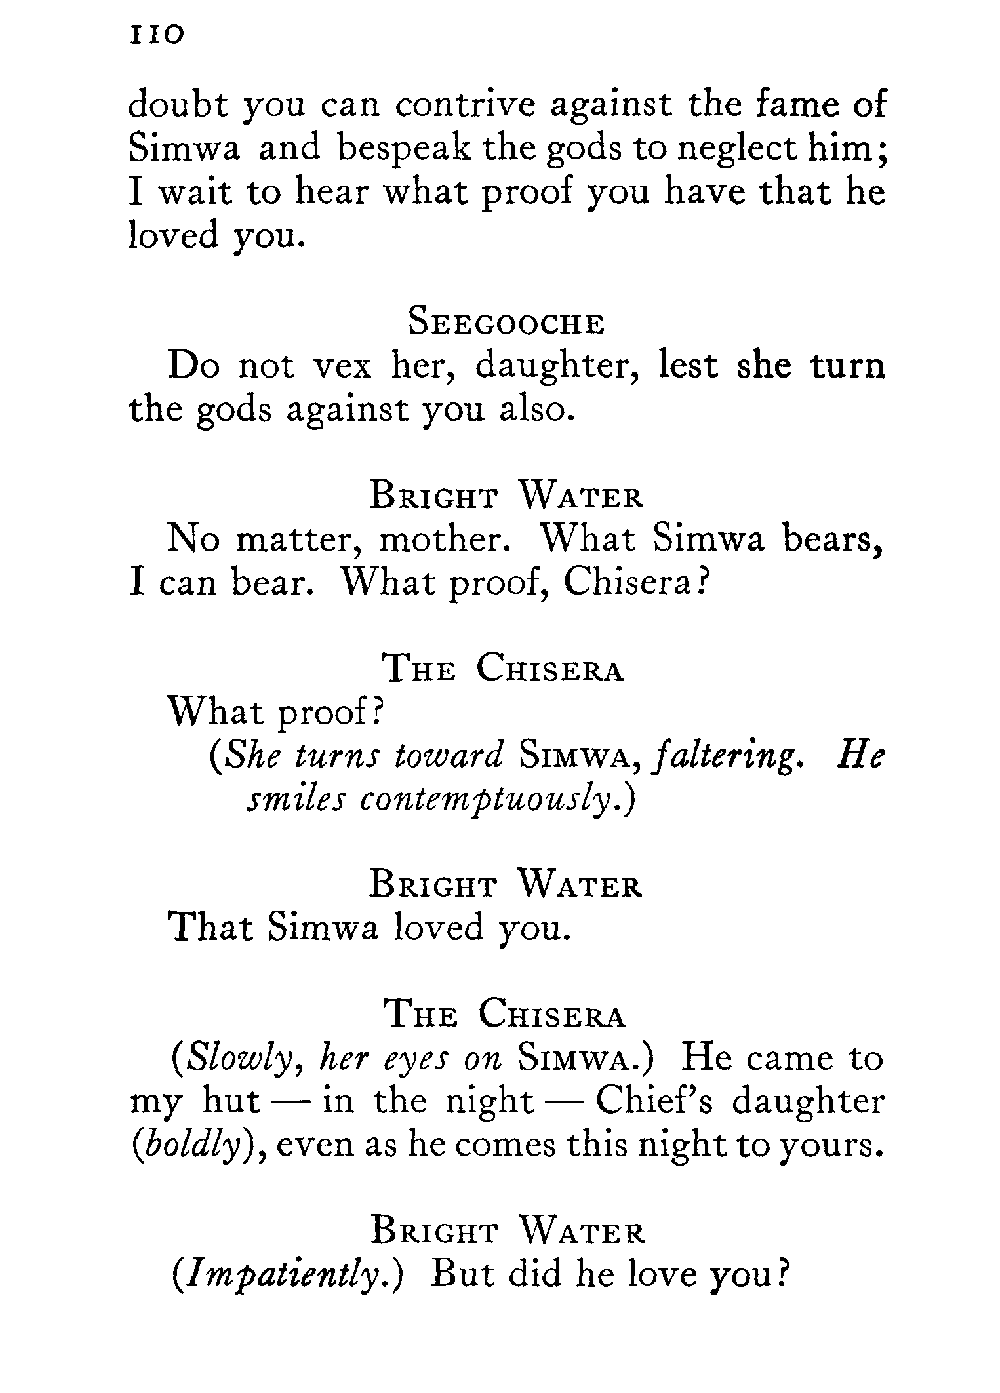 110
doubt you can contrive against the fame of
Simwa and bespeak the gods to neglect him;
I wait to hear what proof you have that he
loved you.
SEEGOOCHE
Do not vex her, daughter, lest she turn
the gods against you also.
BRIGHT WATER
No matter, mother. What Simwa bears,
I can bear. What proof, Chisera?
THE CHISERA
What proof?
(She turns toward SIMWA, faltering. He
smiles contemptuously.)
BRIGHT WATER
That Simwa loved you.
THE CHISERA
(Slowly, her eyes on SIMWA.) He came to
my hut — in the night — Chief's daughter
(boldly), even as he comes this night to yours.
BRIGHT WATER
(Impatiently.) But did he love you?